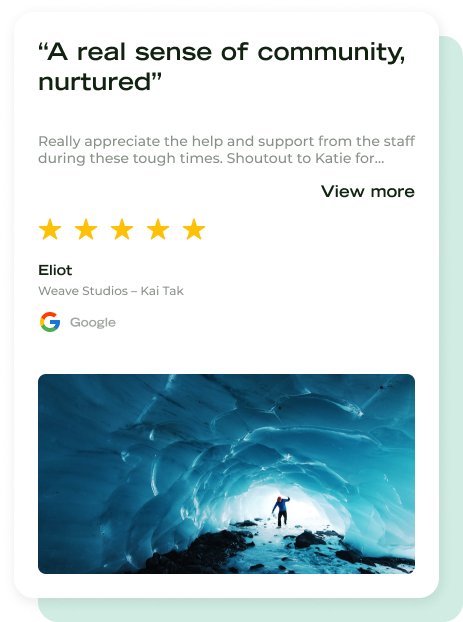 “A real sense of community,
nurtured”
Really appreciate the help and support from the staff
during these tough times. Shoutout to Katie for...
View more
Eliot
Weave Studios – Kai Tak
Google